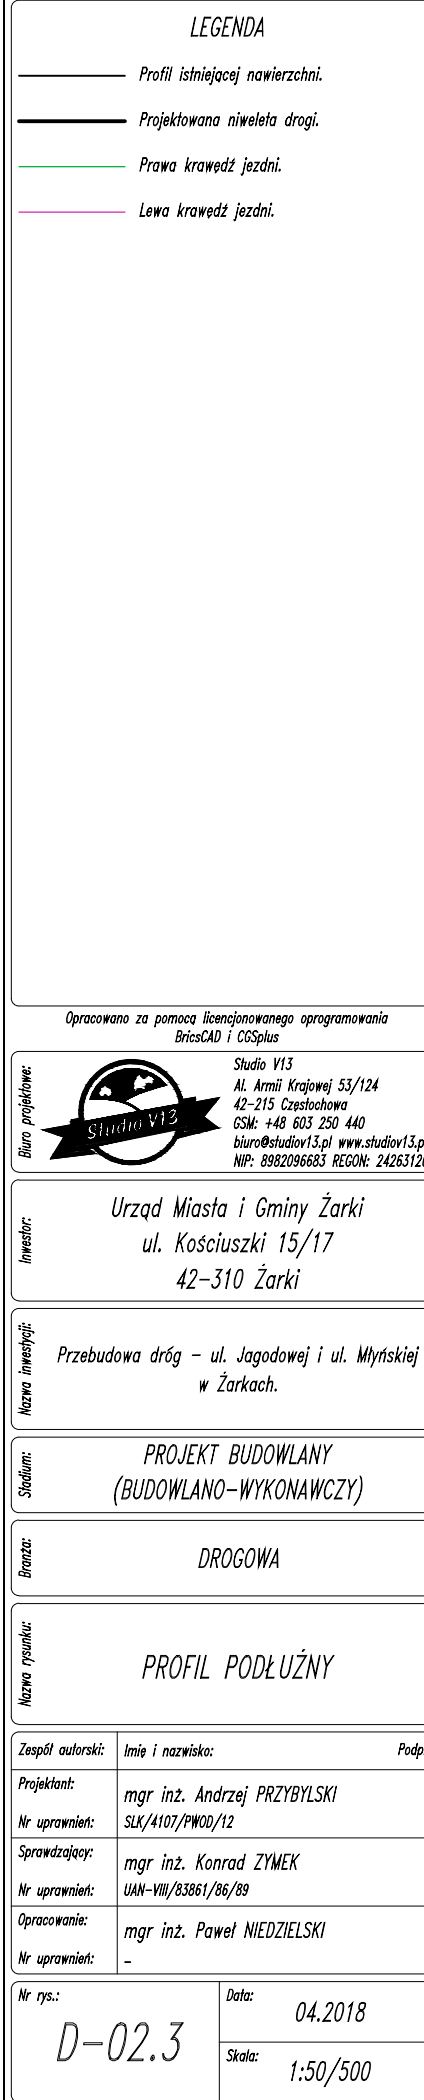 LEGENDA
Profil istniejącej nawierzchni.
Projektowana niweleta drogi.
Prawa krawędź jezdni.
Lewa krawędź jezdni.
Opracowano za pomocą licencjonowanego oprogramowania
BricsCAD i CGSplus
Biuro projektowe:
Studio V13
Studio V13
Al. Armii Krajowej 53/124
42-215 Częstochowa
GSM: +48 603 250 440
biuro@studiov13.pl www.studiov13.p
NIP: 8982096683 REGON: 2426312
Inwestor:
Urząd Miasta i Gminy Żarki
ul. Kościuszki 15/17
42-310 Żarki
Nazwa inwestycji:
Przebudowa dróg - ul. Jagodowej i ul. Młyńskiej
w Żarkach.
Stadium:
PROJEKT BUDOWLANY
(BUDOWLANO-WYKONAWCZY)
Branża:
DROGOWA
Nazwa rysunku:
PROFIL PODŁUŻNY
Zespół autorski: Imię i nazwisko: Podp
Projektant:
mgr inż. Andrzej PRZYBYLSKI
Nr uprawnień: SLK/4107/PWOD/12
Sprawdzający:
mgr inż. Konrad ZYMEK
Nr uprawnień: UAN-VIII/83861/86/89
Opracowanie:
mgr inż. Paweł NIEDZIELSKI
Nr uprawnień: -
Nr rys.:
D-02.3
Data:
04.2018
Skala:
1:50/500